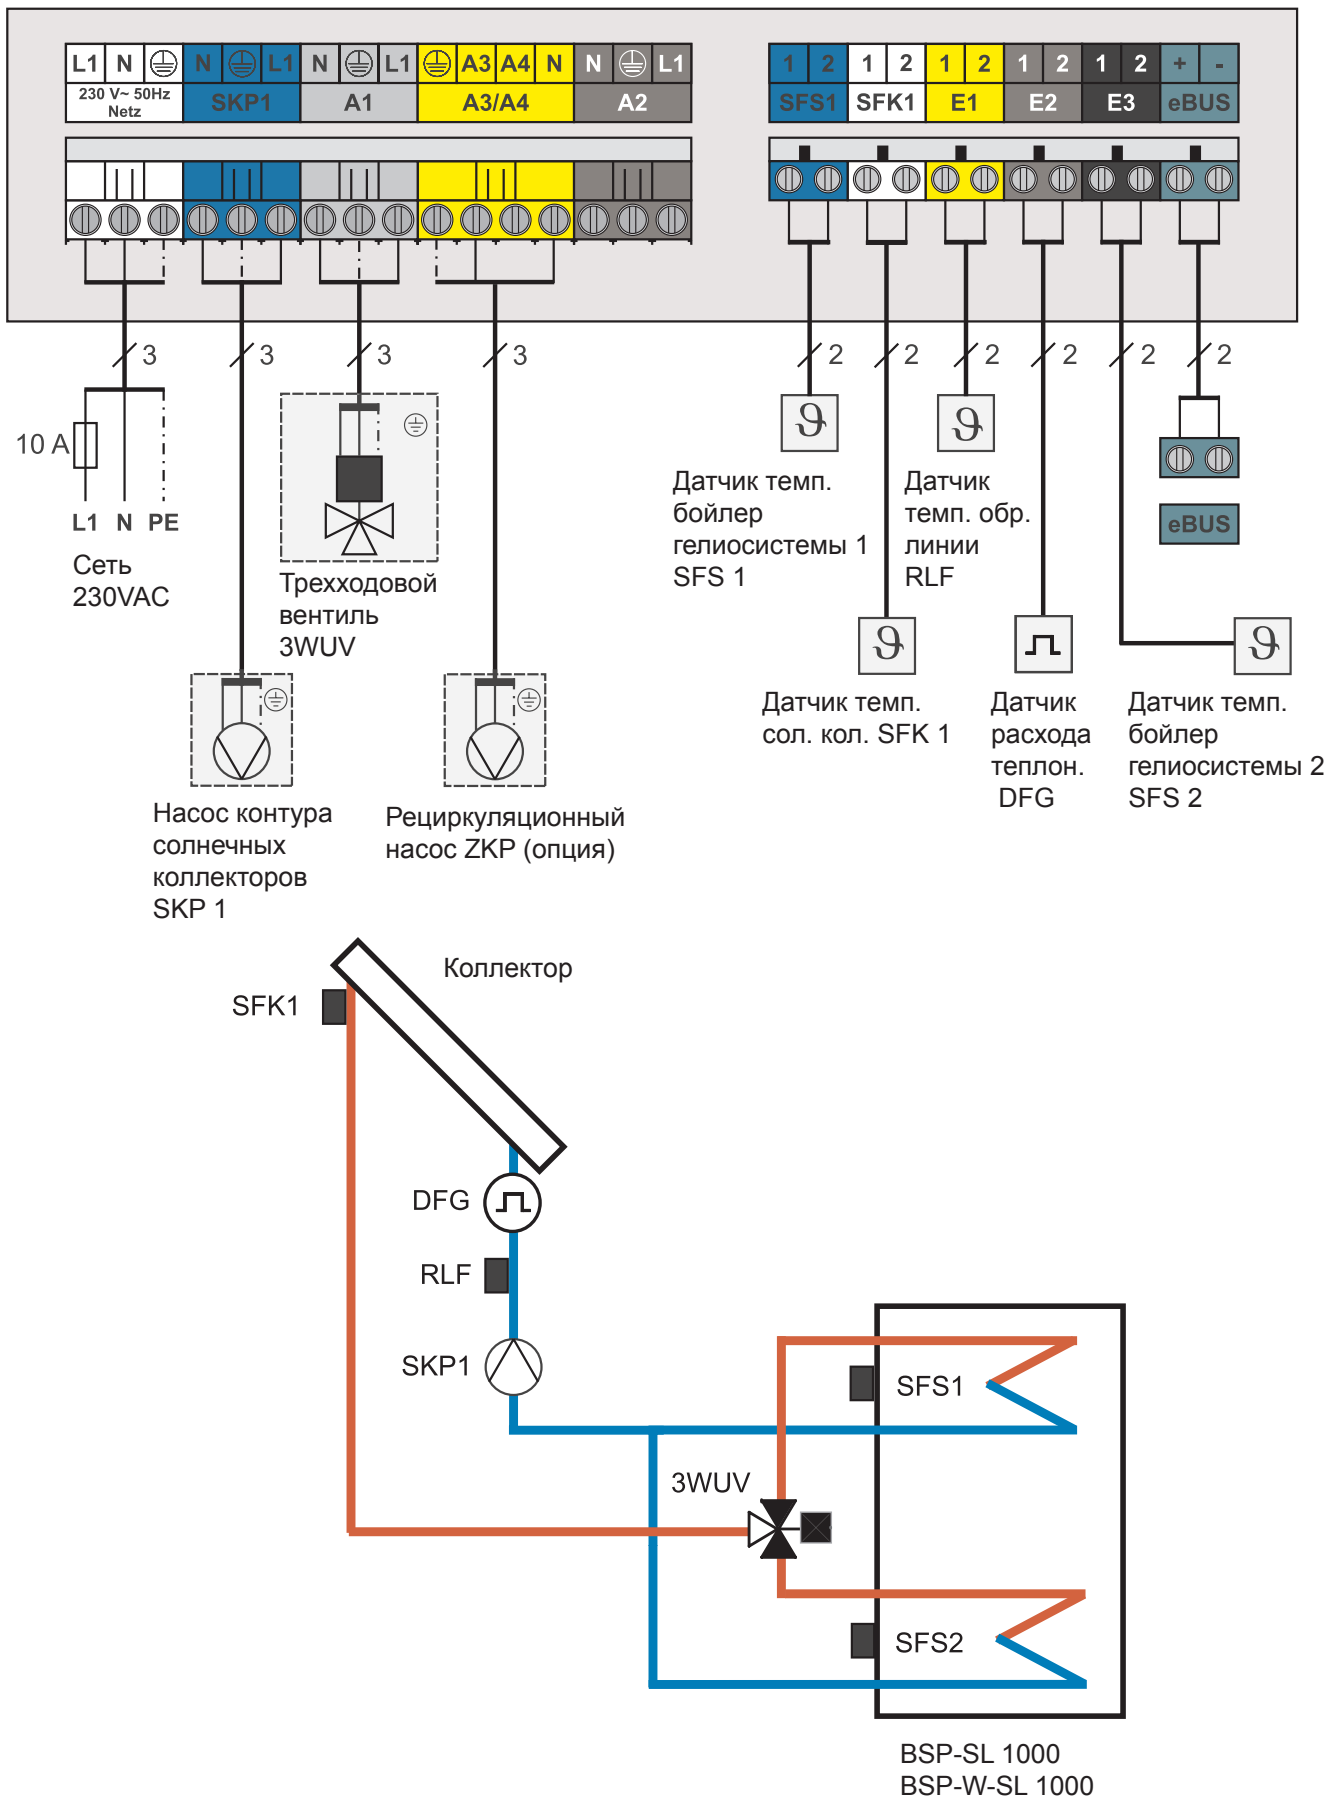 L1 N N L1 N L1 A3 A4 N N L1 1 2 1 2 1 2 1 2 1 2 + -
230 V~ 50Hz
Netz
SKP1 A1 A3/A4 A2 SFS1 SFK1 E1 E2 E3 eBUS
3 3 3 3 2 2 2 2 2 2
10 A
L1 N PE
Сеть
230VAC
Трехходовой
вентиль
3WUV
Датчик темп.
бойлер
гелиосистемы 1
SFS 1
Датчик
темп. обр.
линии
RLF
eBUS
Датчик темп.
сол. кол. SFK 1
Датчик
расхода
теплон.
DFG
Датчик темп.
бойлер
гелиосистемы 2
SFS 2
Насос контура
солнечных
коллекторов
SKP 1
Рециркуляционный
насос ZKP (опция)
Коллектор
SFK1
DFG
RLF
SKP1
SFS1
3WUV
SFS2
BSP-SL 1000
BSP-W-SL 1000